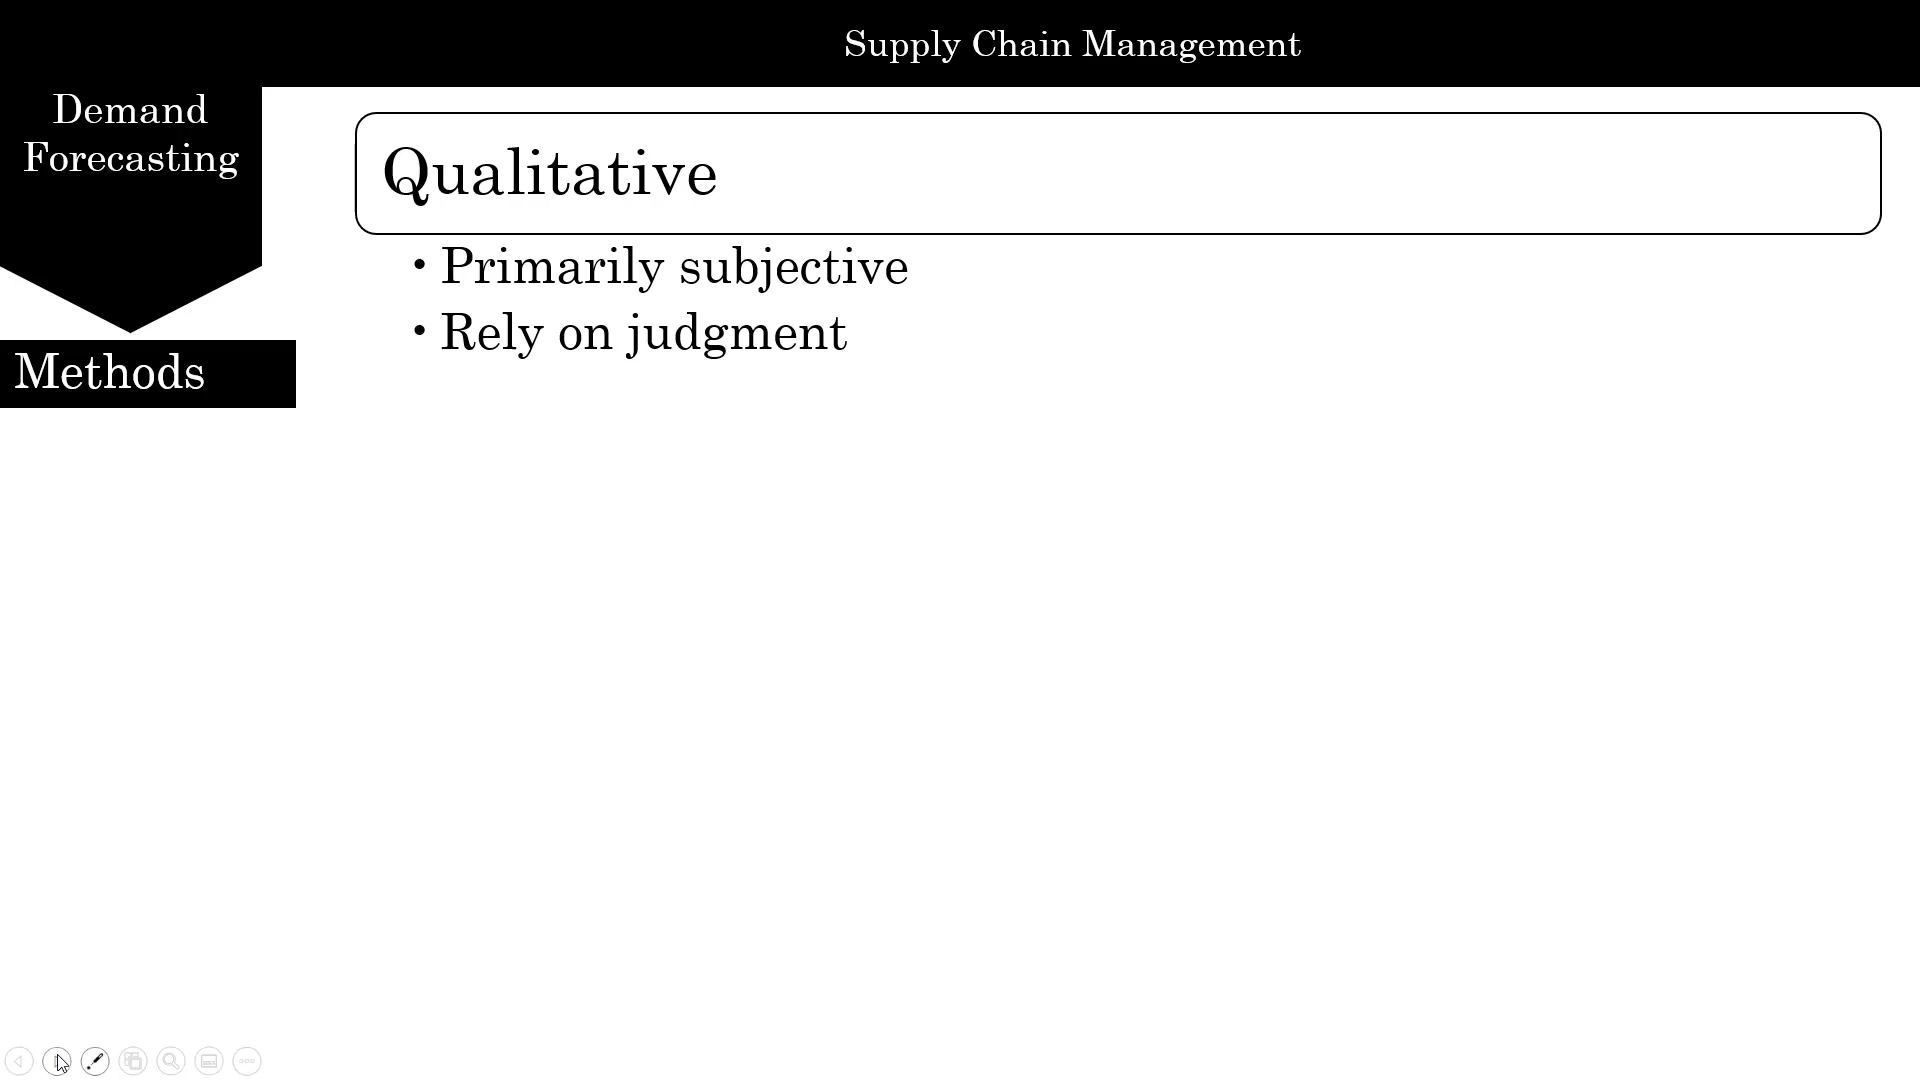 Supply Chain Management
Demand
Forecasting
Qualitative
• Primarily subjective
• Rely on judgment
Methods